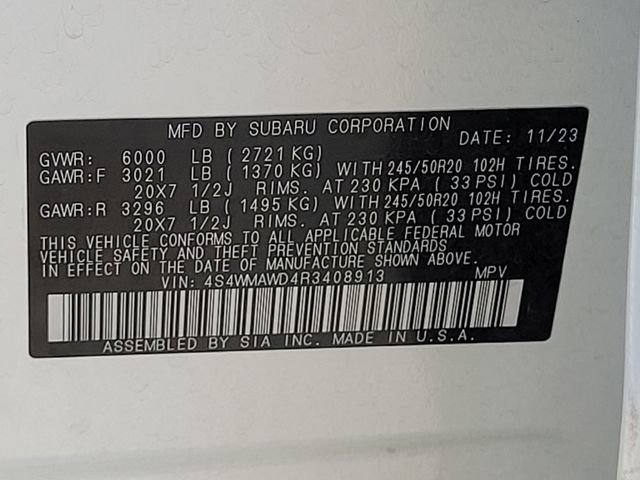 MFD BY SUBARU CORPORATION DATE: 11/23
GVWR: 6000 LB ( 2721 KG)
GAWR:F 3021 LB ( 1370 KG) WITH 245/50R20 102H TIRES.
20X7 1/2J RIMS. AT 230 KPA ( 33 PSI) COLD
GAWR:R 3296 LB ( 1495 KG) WITH 245/50R20 102H TIRES.
20X7 1/2J RIMS. AT 230 KPA ( 33 PSI) COLD
THIS VEHICLE CONFORMS TO ALL APPLICABLE FEDERAL MOTOR
VEHICLE SAFETY AND THEFT PREVENTION STANDARDS
IN EFFECT ON THE DATE OF MANUFACTURE SHOWN ABOVE.
VIN: 4S4WMAWD4R3408913 MPV
ASSEMBLED BY SIA INC. MADE IN U.S.A.